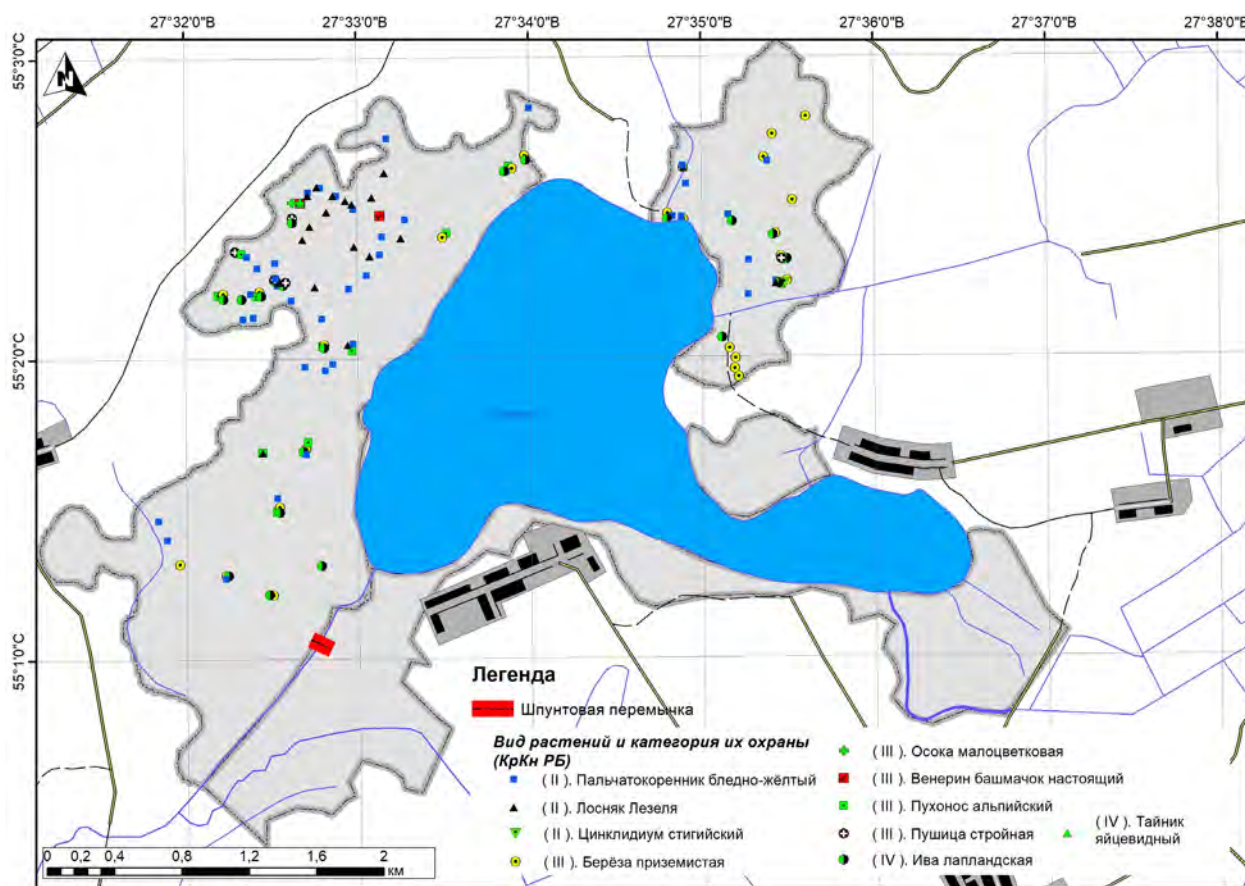 27°32'0"В 27°33'0"В 27°34'0"В 27°35'0"В 27°36'0"В 27°37'0"В 27°38'0"В
55°3'0"С
N
55°2'0"С
55°1'0"С
Легенда
Шпунтовая перемынка
Вид растений и категория их охраны
(КрКн РБ)
( II ). Пальчатокоренник бледно-жёлтый
( II ). Лосняк Лезеля
( II ). Цинклидиум стигийский
( III ). Берёза приземистая
( III ). Осока малоцветковая
( III ). Венерин башмачок настоящий
( III ). Пухонос альпийский
( III ). Пушица стройная
( IV ). Ива лапландская
( IV ). Тайник
яйцевидный
0 0,2 0,4 0,8 1,2 1,6 2
км